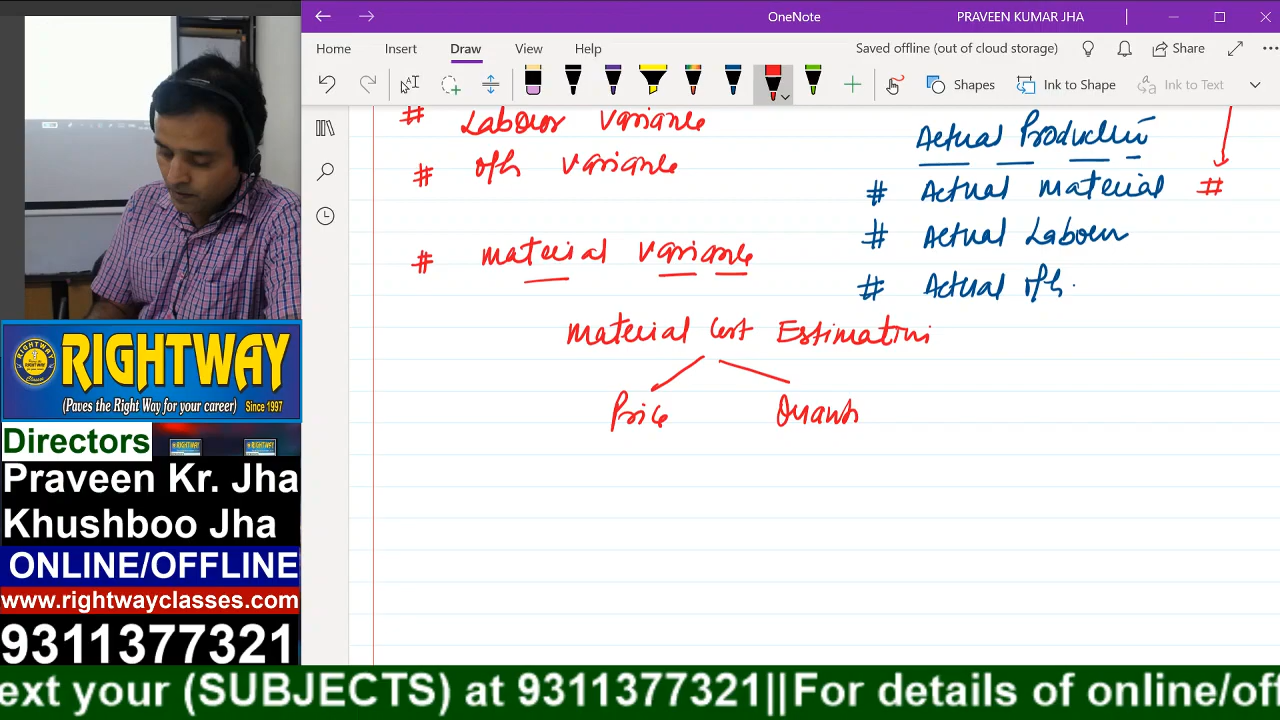 OneNote
PRAVEEN KUMAR JHA
Home Insert Draw View Help
Saved offline (out of cloud storage)
Share
Shapes
Ink to Shape
Ink to Text
# Labour variance
# o/h variance
# material variance
material Cost Estimation
Price Quant
Actual Production
# Actual material #
# Actual Labour
# Actual o/h
RIGHTWAY
(Paves the Right Way for your career) Since 1997
Directors
Praveen Kr. Jha
Khushboo Jha
ONLINE/OFFLINE
www.rightwayclasses.com
9311377321
ext your (SUBJECTS) at 9311377321||For details of online/off